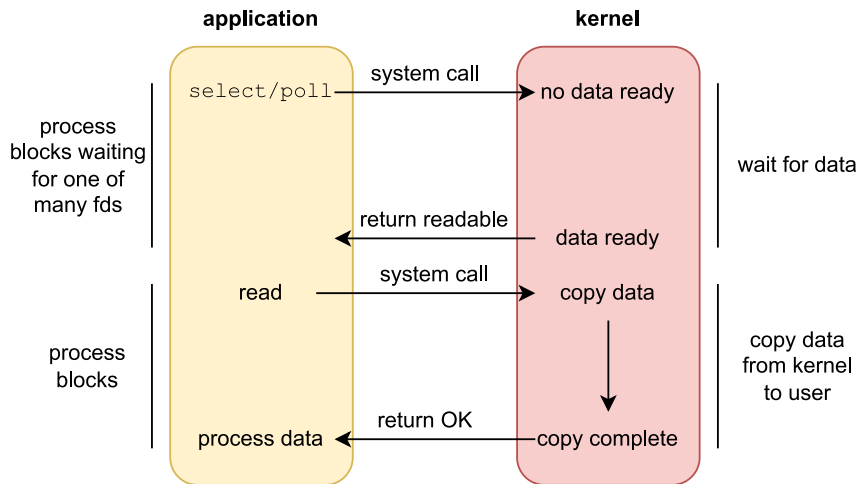 application
kernel
system call
select/poll
no data ready
process
blocks waiting
for one of
many fds
wait for data
return readable
data ready
system call
read
copy data
process
blocks
copy data
from kernel
to user
return OK
process data
copy complete